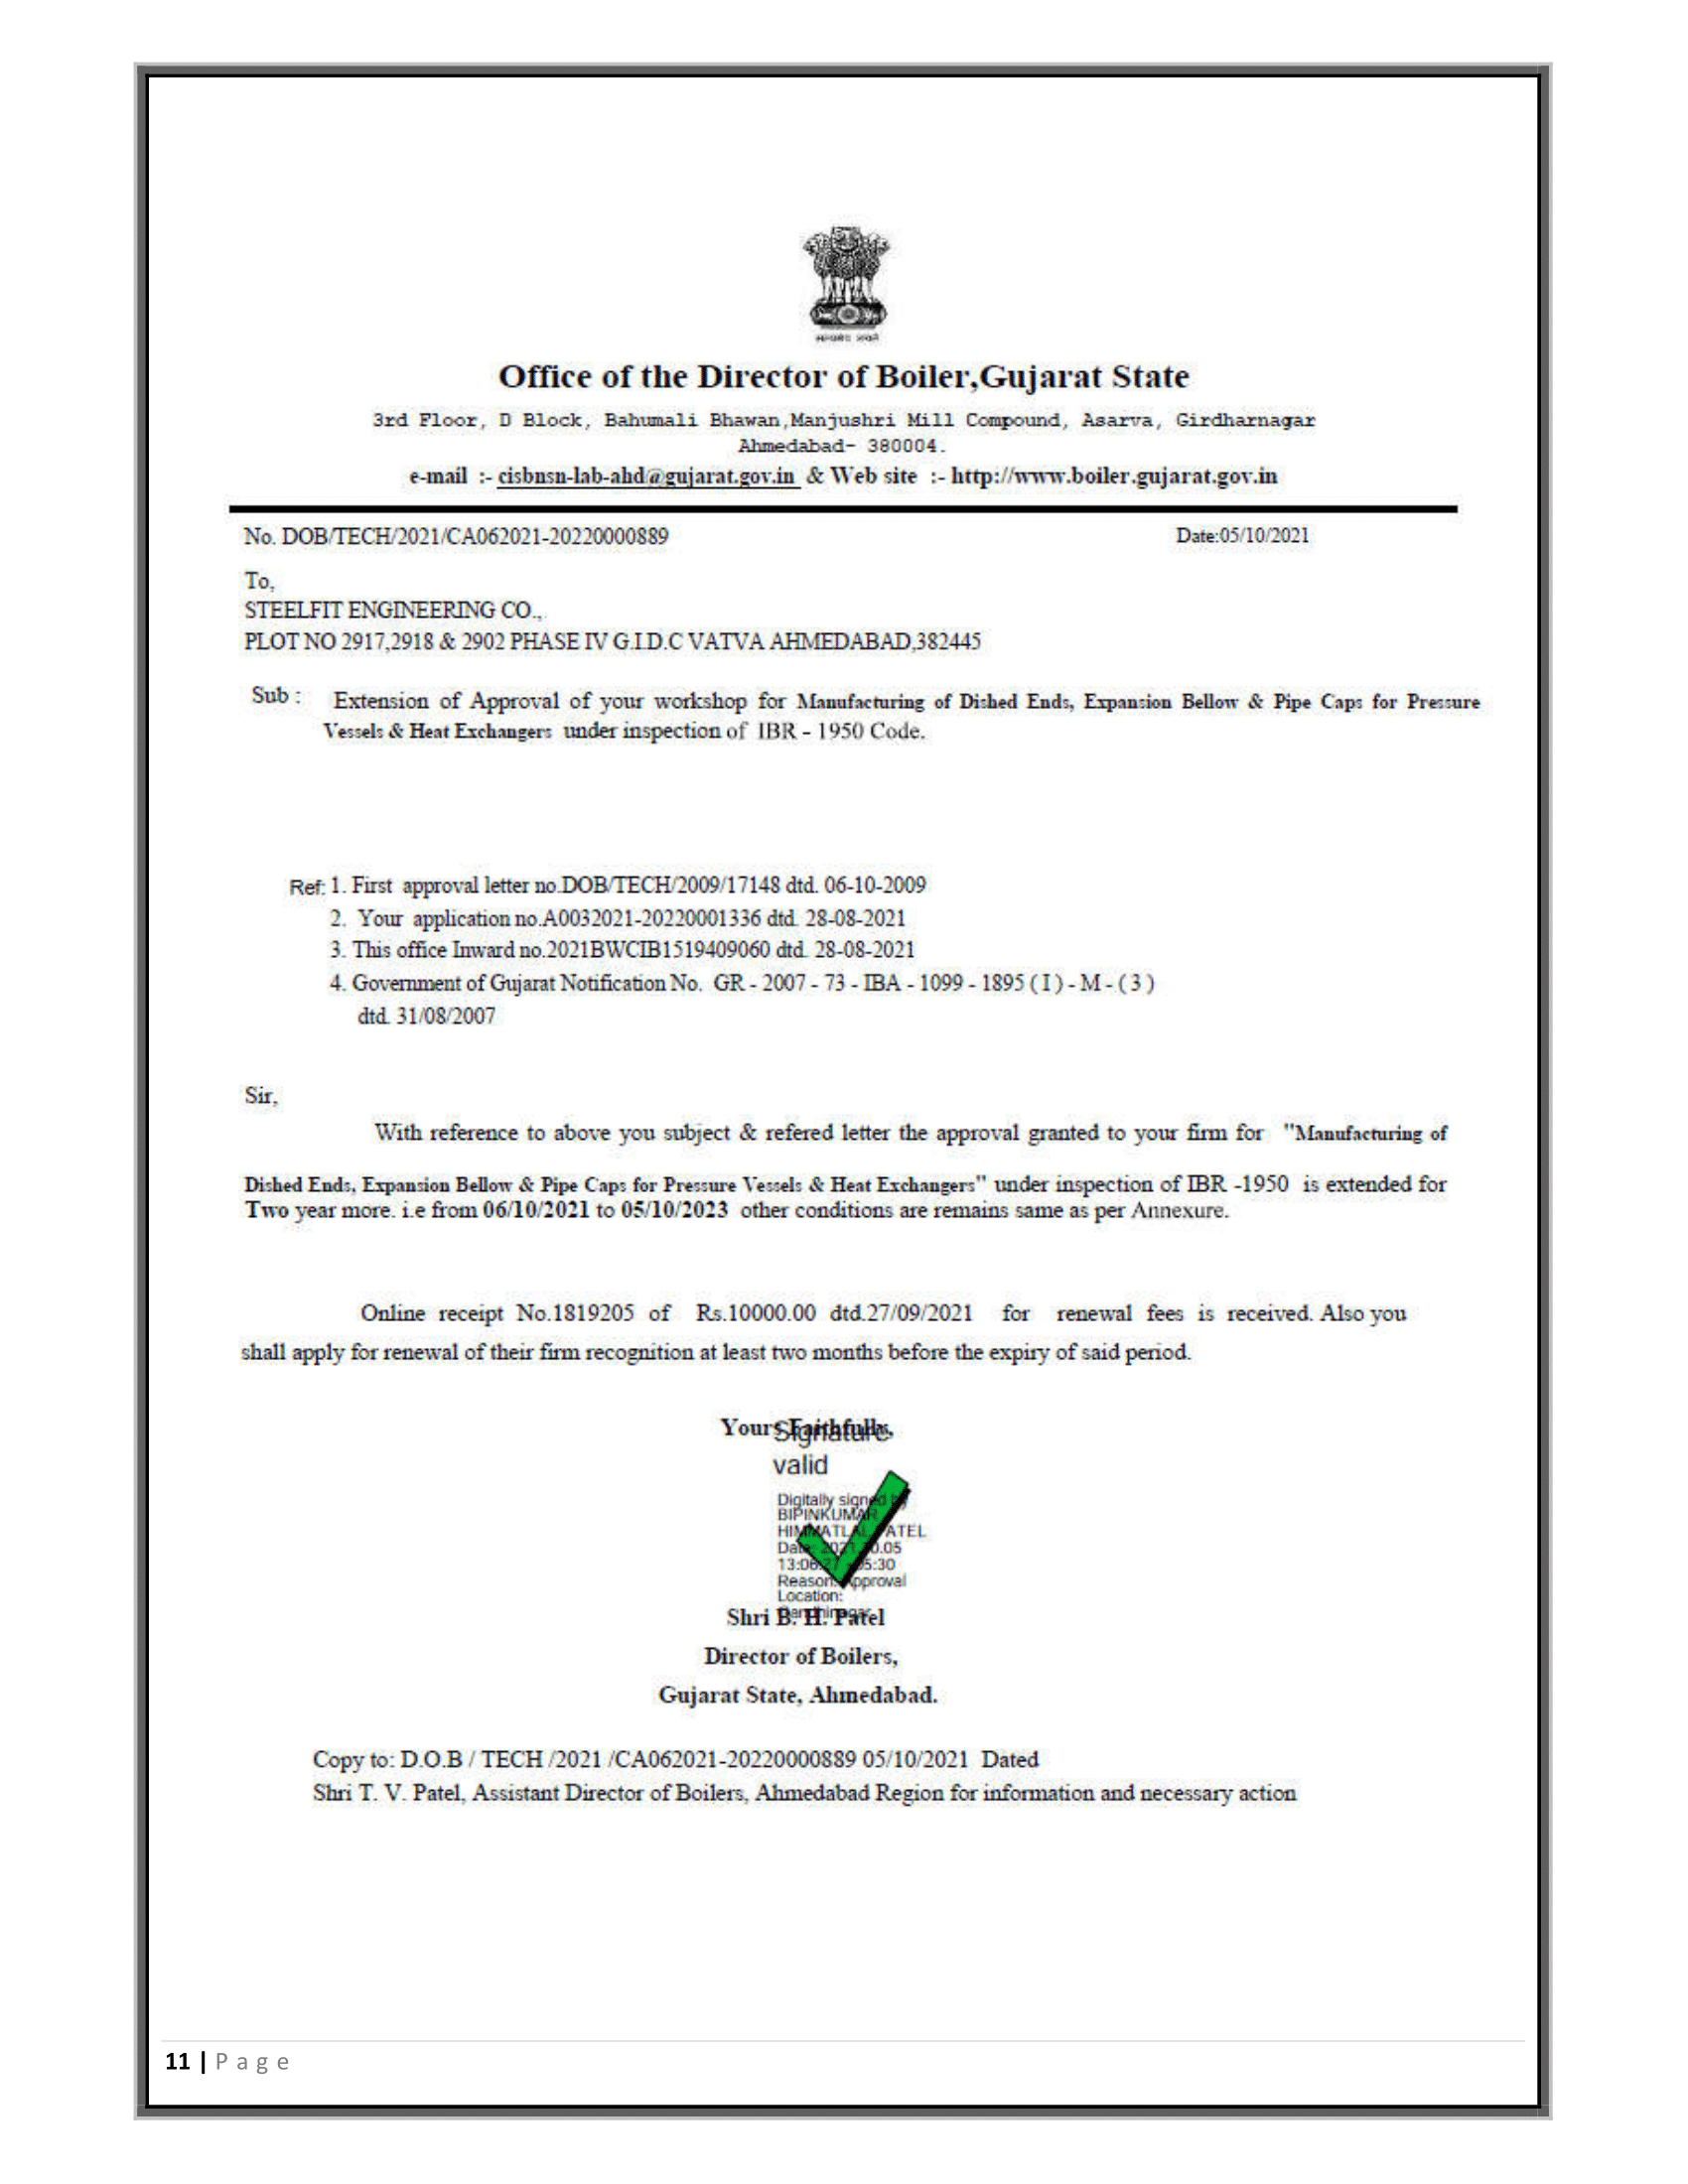 Office of the Director of Boiler,Gujarat State
3rd Floor, D Block, Bahumali Bhawan,Manjushri Mill Compound, Asarva, Girdharnagar
Ahmedabad- 380004.
e-mail :- cisbnsn-lab-ahd@gujarat.gov.in & Web site :- http://www.boiler.gujarat.gov.in
No. DOB/TECH/2021/CA062021-20220000889 Date:05/10/2021
To,
STEELFIT ENGINEERING CO.,
PLOT NO 2917,2918 & 2902 PHASE IV G.I.D.C VATVA AHMEDABAD,382445
Sub : Extension of Approval of your workshop for Manufacturing of Dished Ends, Expansion Bellow & Pipe Caps for Pressure
Vessels & Heat Exchangers under inspection of IBR - 1950 Code.
Ref: 1. First approval letter no.DOB/TECH/2009/17148 dtd. 06-10-2009
2. Your application no.A0032021-20220001336 dtd. 28-08-2021
3. This office Inward no.2021BWCIB1519409060 dtd. 28-08-2021
4. Government of Gujarat Notification No. GR - 2007 - 73 - IBA - 1099 - 1895 ( I ) - M - ( 3 )
dtd. 31/08/2007
Sir,
With reference to above you subject & refered letter the approval granted to your firm for "Manufacturing of
Dished Ends, Expansion Bellow & Pipe Caps for Pressure Vessels & Heat Exchangers" under inspection of IBR -1950 is extended for
Two year more. i.e from 06/10/2021 to 05/10/2023 other conditions are remains same as per Annexure.
Online receipt No.1819205 of Rs.10000.00 dtd.27/09/2021 for renewal fees is received. Also you
shall apply for renewal of their firm recognition at least two months before the expiry of said period.
Yours Faithfully,
Signature
valid
Digitally signed by
BIPINKUMAR
HIMMATLAL PATEL
Date: 2021.10.05
13:06:27 +05:30
Reason: Approval
Location:
Gandhinagar
Shri B. H. Patel
Director of Boilers,
Gujarat State, Ahmedabad.
Copy to: D.O.B / TECH /2021 /CA062021-20220000889 05/10/2021 Dated
Shri T. V. Patel, Assistant Director of Boilers, Ahmedabad Region for information and necessary action
11 | Page